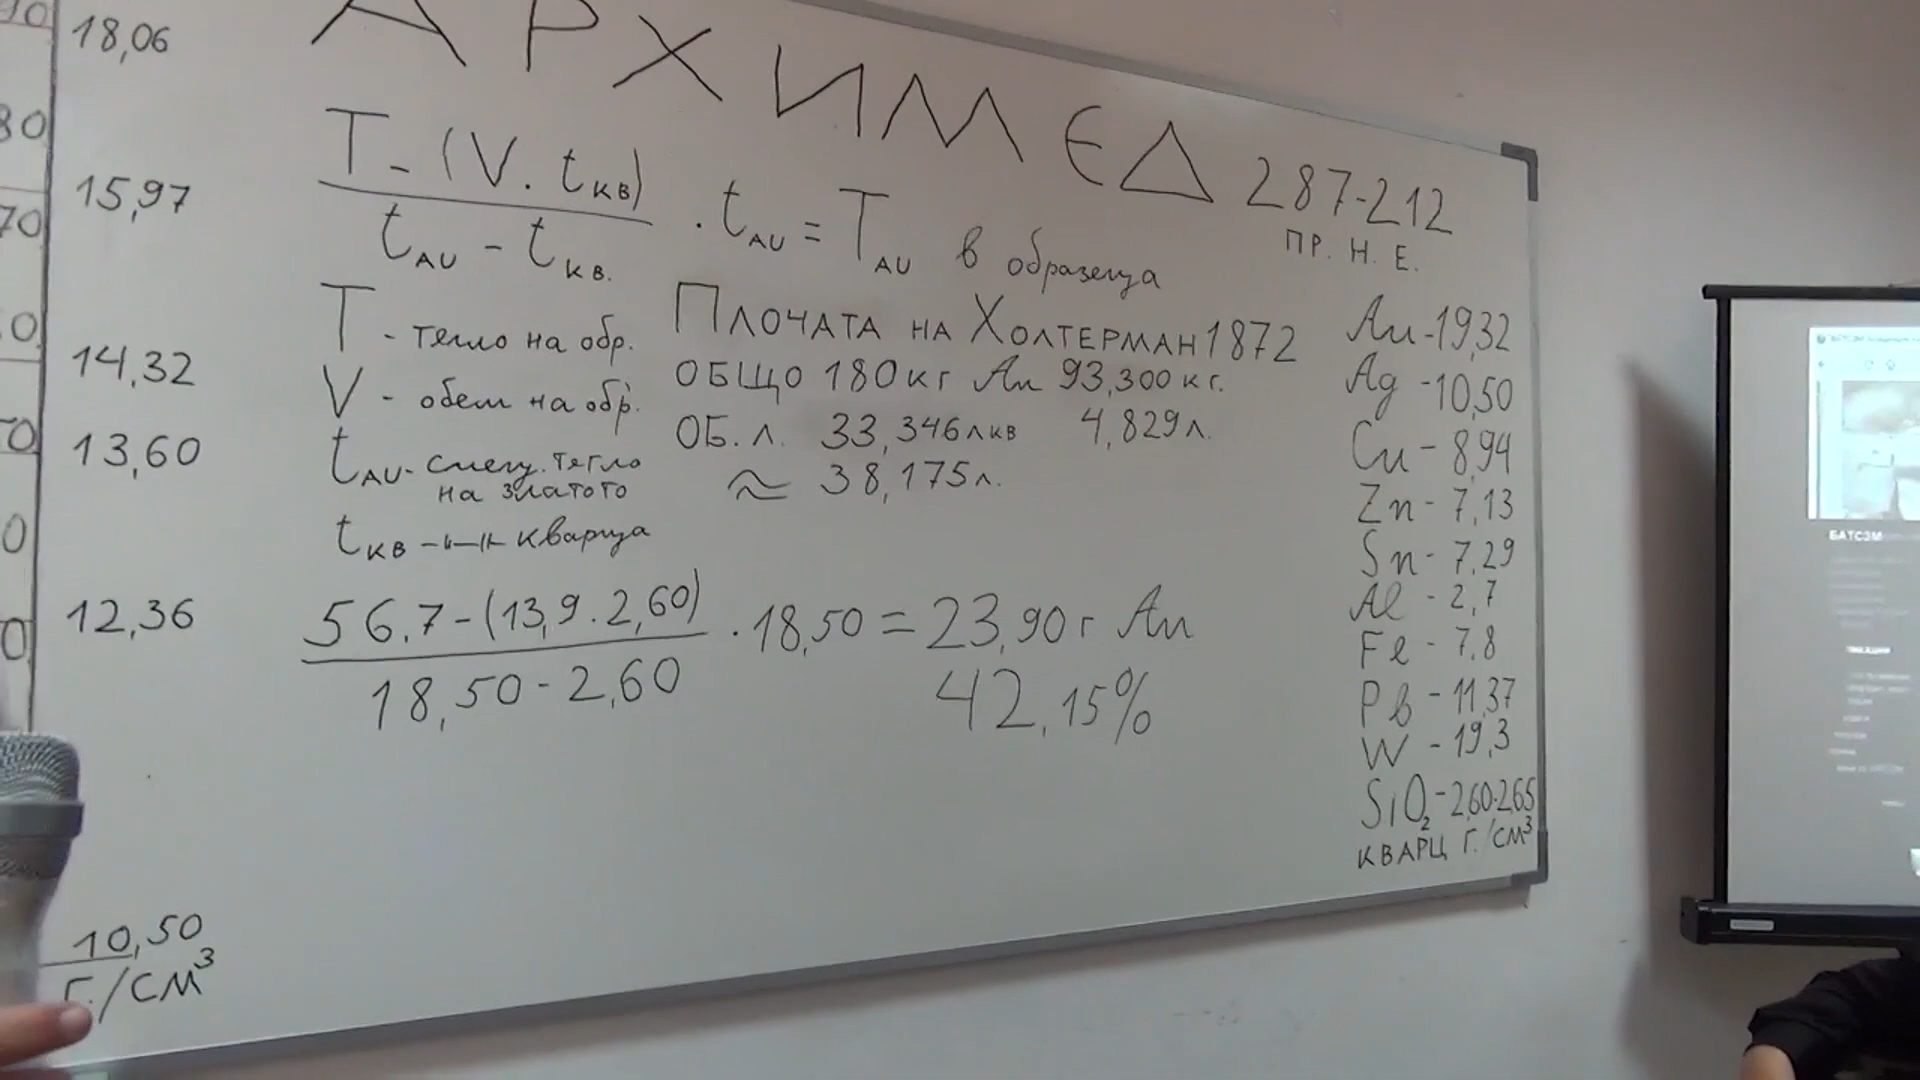 АРХИМЕД 287-212
ПР. Н. Е.
T - (V . tкв)
tAU - tкв. . tAU = TAU в образеца
T - тегло на обр.
V - обем на обр.
tAU - специ. тегло
на златото
tКВ -"-"- кварца
ПЛОЧАТА НА ХОЛТЕРМАН 1872
ОБЩО 180 кг Au 93,300 кг.
ОБ. Л. 33,346 л кв 4,829 л.
≈ 38,175 л.
56,7 - (13,9 . 2,60)
18,50 - 2,60 . 18,50 = 23,90 г Au
42,15%
Au - 19,32
Ag - 10,50
Cu - 8,94
Zn - 7,13
Sn - 7,29
Al - 2,7
Fe - 7,8
Pb - 11,37
W - 19,3
SiO2 - 2,60-2,65
КВАРЦ Г./СМ³
18,06
80
15,97
70
14,32
13,60
12,36
10,50
Г./СМ³
БАТСЗМ